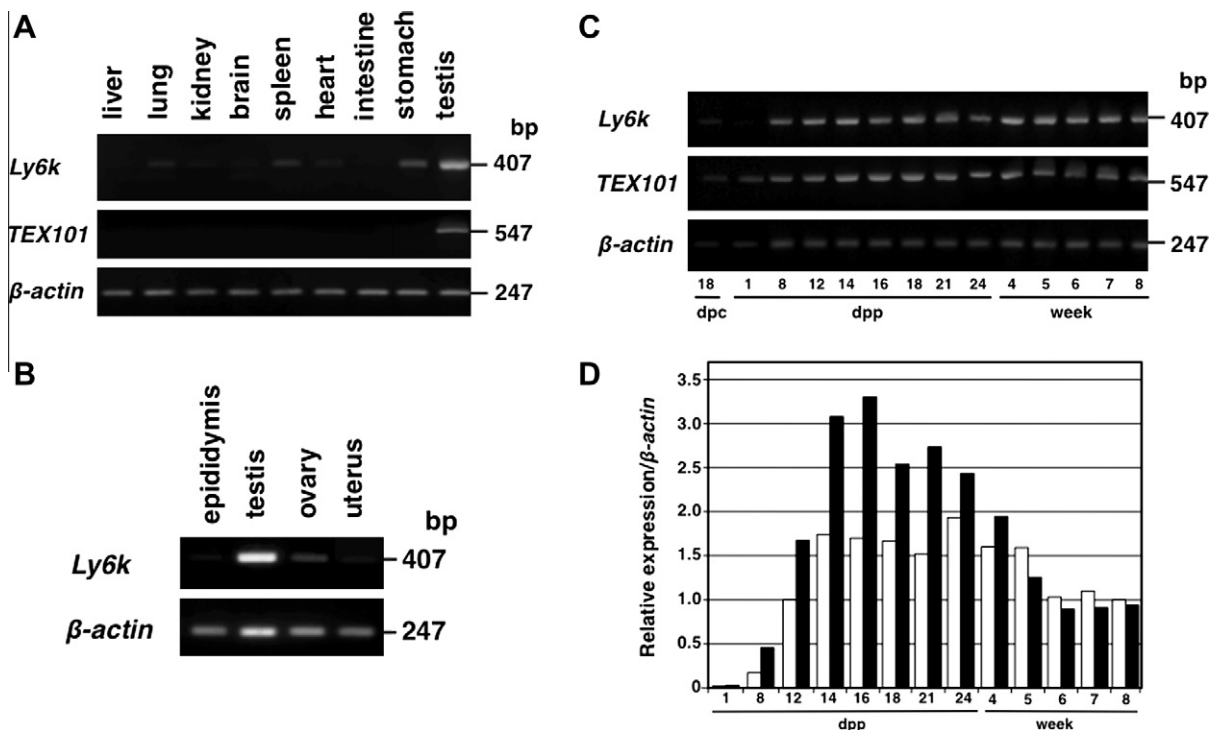 A
liver lung kidney brain spleen heart intestine stomach testis
bp
Ly6k 407
TEX101 547
β-actin 247
B
epididymis testis ovary uterus
bp
Ly6k 407
β-actin 247
C
bp
Ly6k 407
TEX101 547
β-actin 247
18 1 8 12 14 16 18 21 24 4 5 6 7 8
dpc dpp week
D
Relative expression/β-actin
3.5
3.0
2.5
2.0
1.5
1.0
0.5
0
1 8 12 14 16 18 21 24 4 5 6 7 8
dpp week